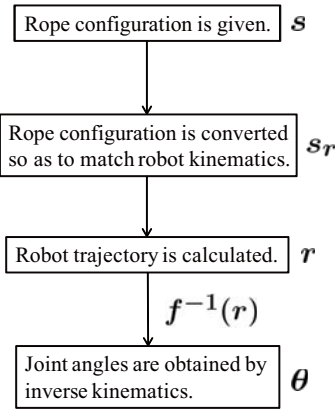 Rope configuration is given. s
Rope configuration is converted
so as to match robot kinematics. s_r
Robot trajectory is calculated. r
f^{-1}(r)
Joint angles are obtained by
inverse kinematics. θ